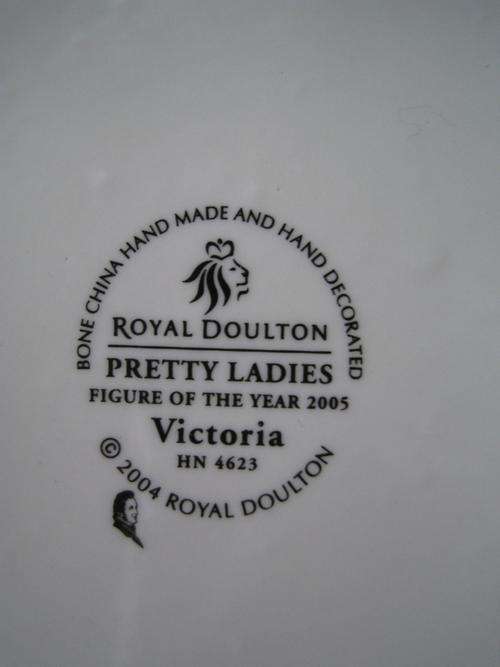 BONE CHINA HAND MADE AND HAND DECORATED
ROYAL DOULTON
PRETTY LADIES
FIGURE OF THE YEAR 2005
Victoria
HN 4623
© 2004 ROYAL DOULTON